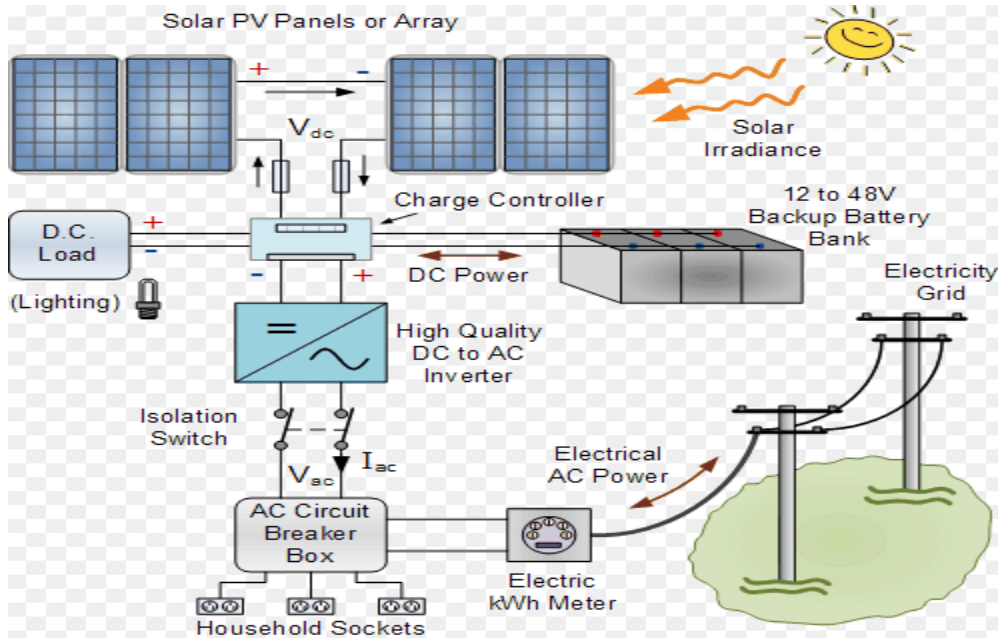 Solar PV Panels or Array
+ -
Vdc
Solar
Irradiance
Charge Controller
12 to 48V
Backup Battery
Bank
D.C.
Load
+
-
(Lighting)
DC Power
- +
Electricity
Grid
High Quality
DC to AC
Inverter
Isolation
Switch
Vac
Iac
Electrical
AC Power
AC Circuit
Breaker
Box
Electric
kWh Meter
Household Sockets